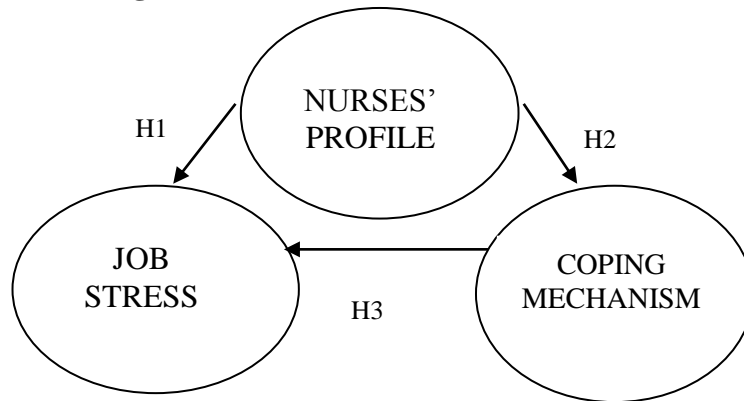 NURSES’
PROFILE
H1
H2
JOB
STRESS
COPING
MECHANISM
H3